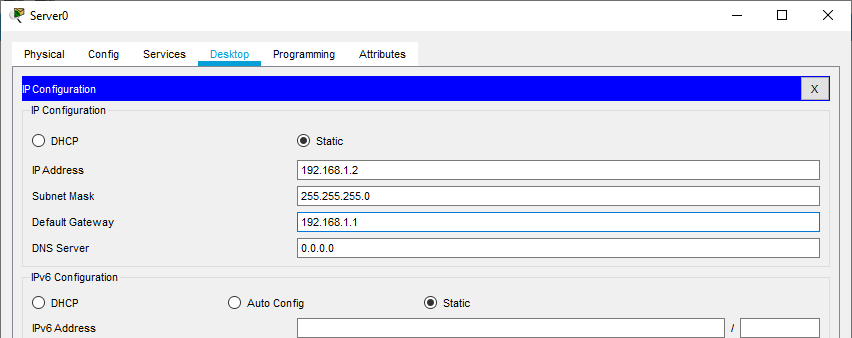 Server0
Physical Config Services Desktop Programming Attributes
IP Configuration
X
IP Configuration
DHCP Static
IP Address 192.168.1.2
Subnet Mask 255.255.255.0
Default Gateway 192.168.1.1
DNS Server 0.0.0.0
IPv6 Configuration
DHCP Auto Config Static
IPv6 Address /